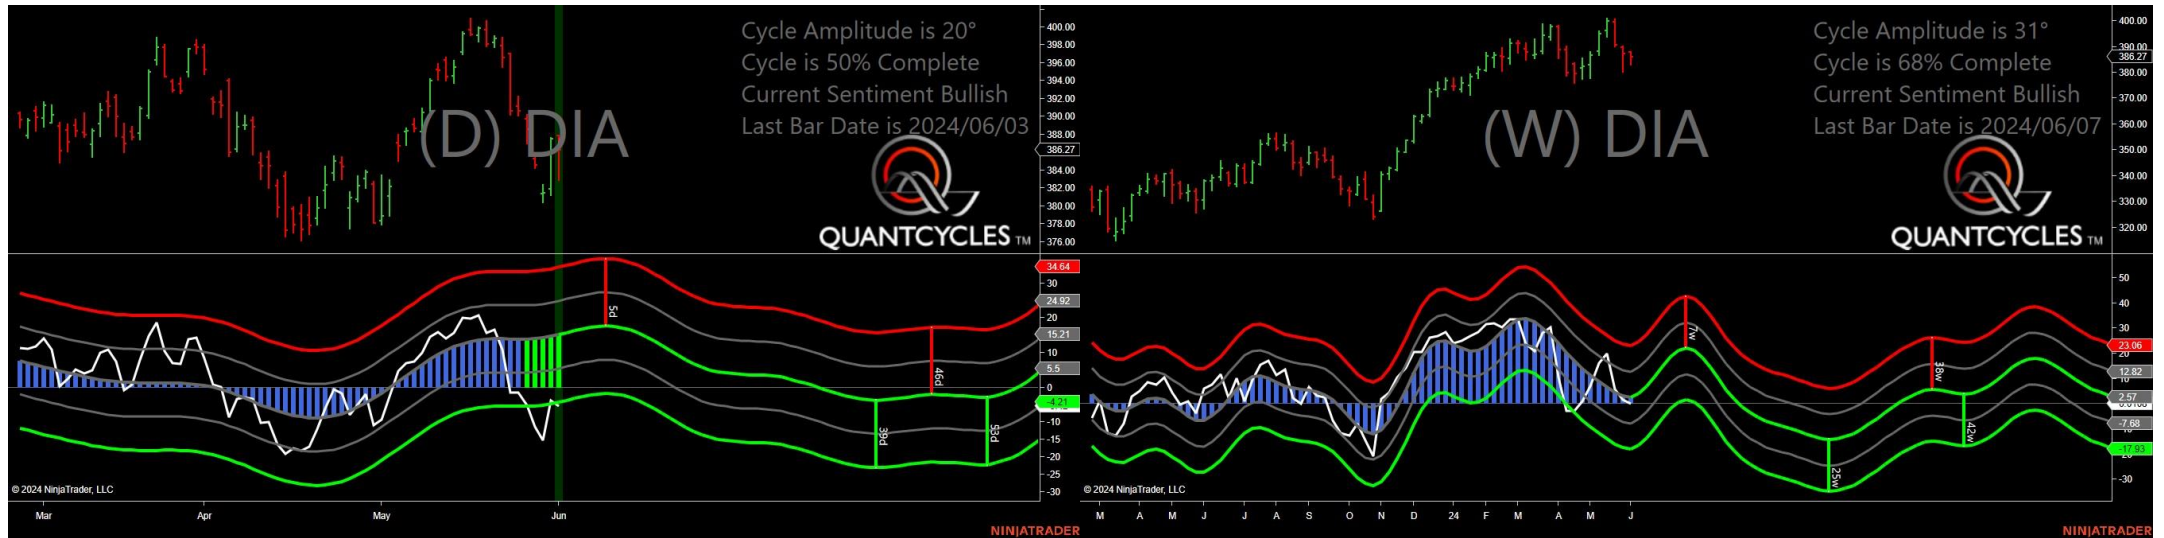 Cycle Amplitude is 20°
Cycle is 50% Complete
Current Sentiment Bullish
Last Bar Date is 2024/06/03
(D) DIA
QUANTCYCLES TM
400.00
398.00
396.00
394.00
392.00
390.00
388.00
386.27
384.00
382.00
380.00
378.00
376.00
34.64
30
24.92
20
15.21
10
5.5
0
-4.21
-10
-15
-20
-25
-30
5d
46d
39d
53d
© 2024 NinjaTrader, LLC
Mar Apr May Jun
NINJATRADER
Cycle Amplitude is 31°
Cycle is 68% Complete
Current Sentiment Bullish
Last Bar Date is 2024/06/07
(W) DIA
QUANTCYCLES TM
400.00
390.00
386.27
380.00
370.00
360.00
350.00
340.00
330.00
320.00
50
40
30
23.06
20
12.82
10
2.57
-7.68
-17.93
-30
7w
38w
42w
25w
© 2024 NinjaTrader, LLC
M A M J J A S O N D 24 F M A M J
NINJATRADER